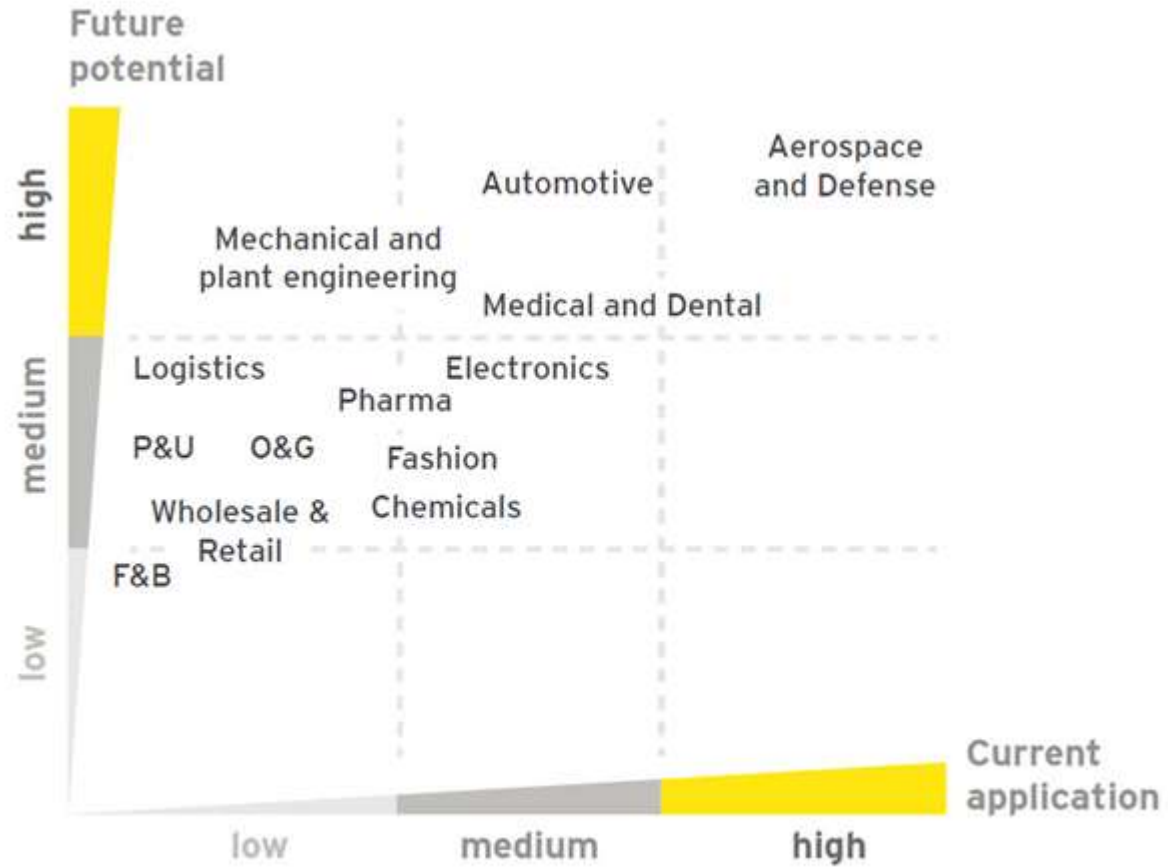 Future
potential
high
Aerospace
and Defense
Automotive
Mechanical and
plant engineering
Medical and Dental
medium
Logistics
Electronics
Pharma
P&U
O&G
Fashion
Wholesale &
Retail
Chemicals
F&B
low
Current
application
low
medium
high